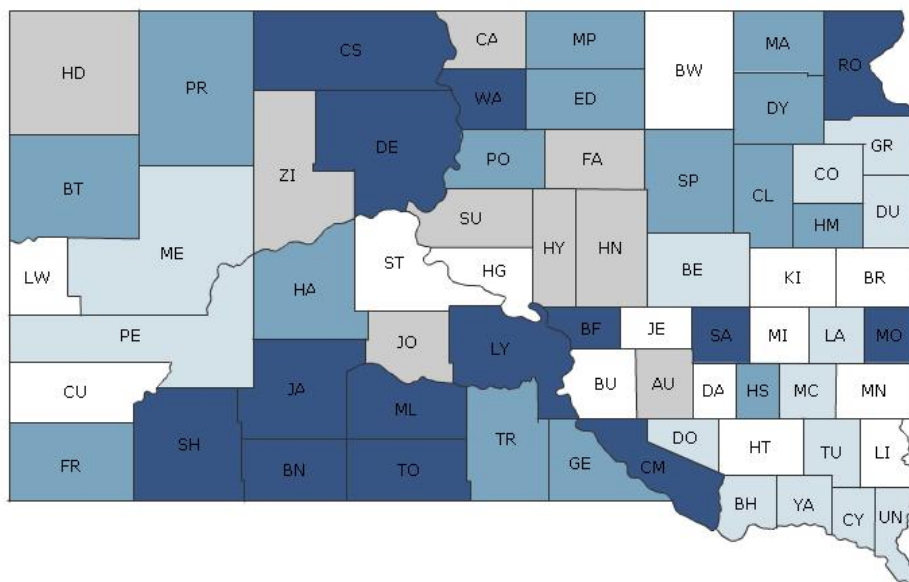 HD
PR
CS
CA
MP
BW
MA
RO
WA
ED
DY
BT
ZI
DE
PO
FA
SP
CL
CO
GR
ME
SU
HY
HN
HM
DU
LW
HA
ST
HG
BE
KI
BR
PE
JO
LY
BF
JE
SA
MI
LA
MO
CU
JA
ML
BU
AU
DA
HS
MC
MN
FR
SH
BN
TO
TR
GE
CM
DO
HT
TU
LI
BH
YA
CY
UN